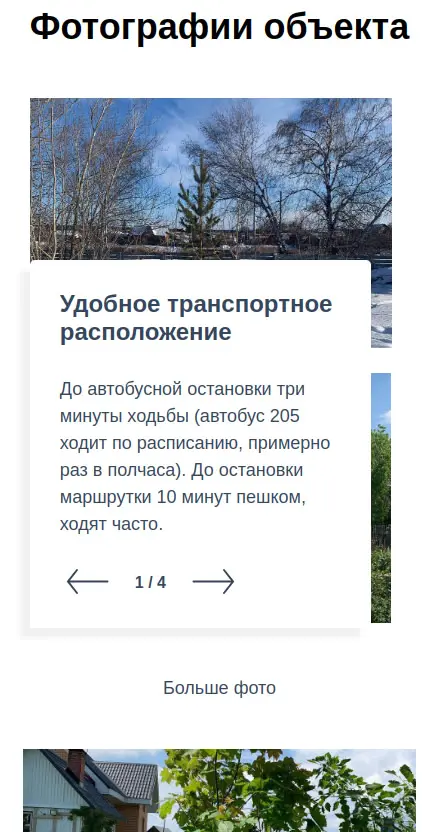 Фотографии объекта
Удобное транспортное
расположение
До автобусной остановки три
минуты ходьбы (автобус 205
ходит по расписанию, примерно
раз в полчаса). До остановки
маршрутки 10 минут пешком,
ходят часто.
1 / 4
Больше фото